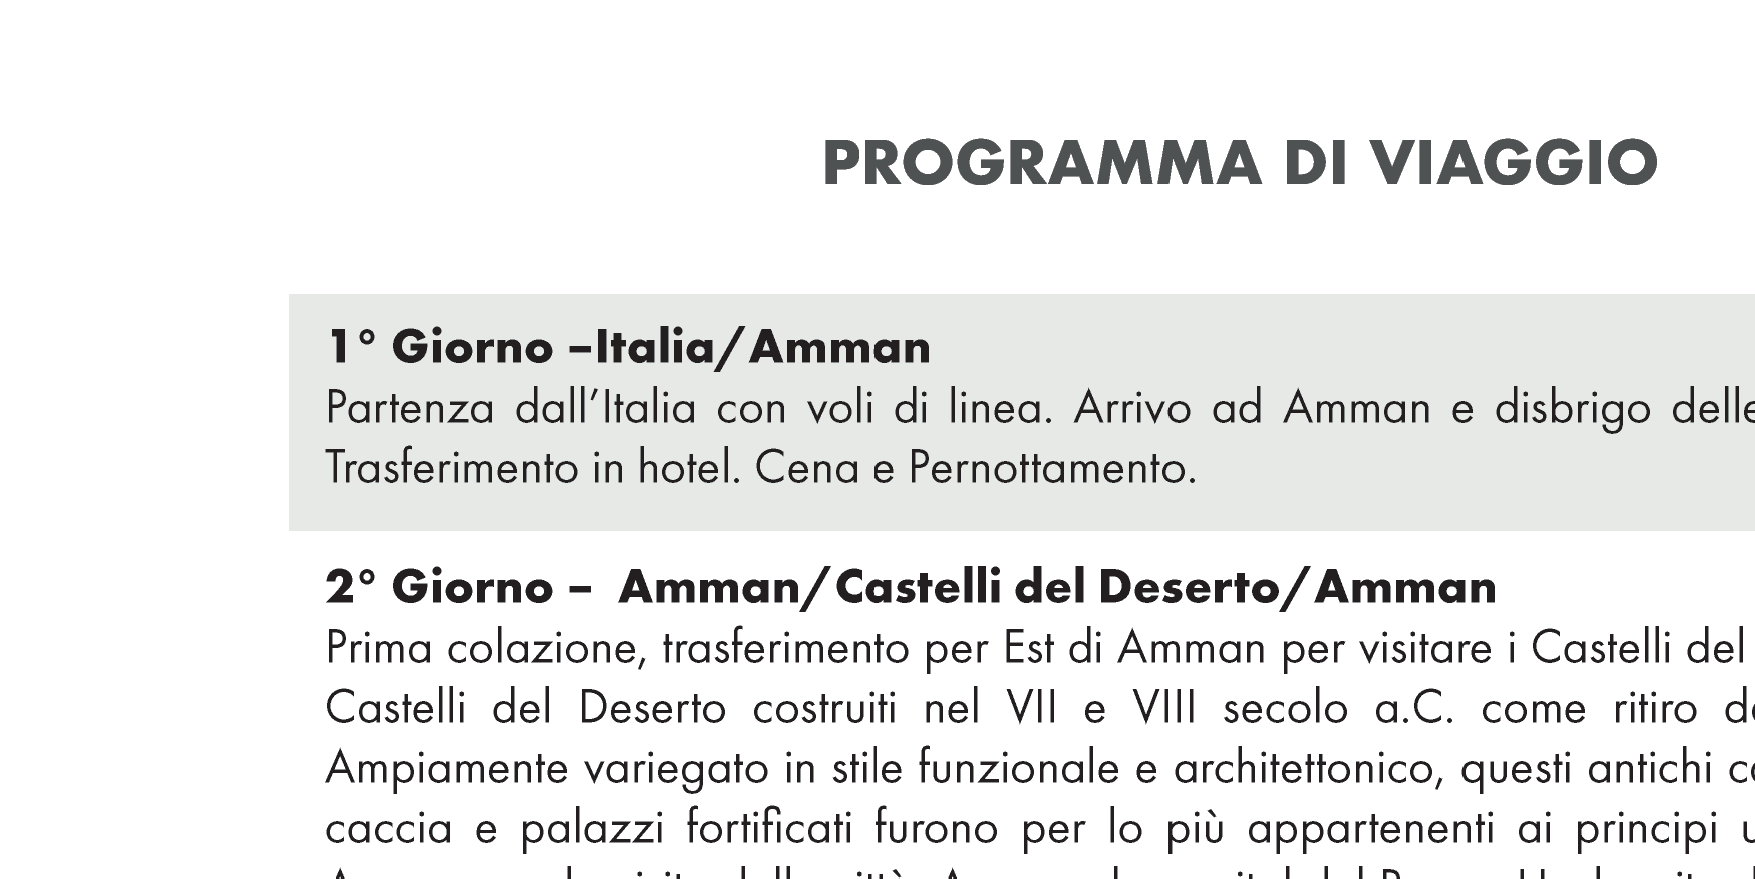 PROGRAMMA DI VIAGGIO
1° Giorno –Italia/Amman
Partenza dall’Italia con voli di linea. Arrivo ad Amman e disbrigo delle
Trasferimento in hotel. Cena e Pernottamento.
2° Giorno –  Amman/Castelli del Deserto/Amman
Prima colazione, trasferimento per Est di Amman per visitare i Castelli del
Castelli del Deserto costruiti nel VII e VIII secolo a.C. come ritiro
Ampiamente variegato in stile funzionale e architettonico, questi antichi
caccia e palazzi fortificati furono per lo più appartenenti ai principi